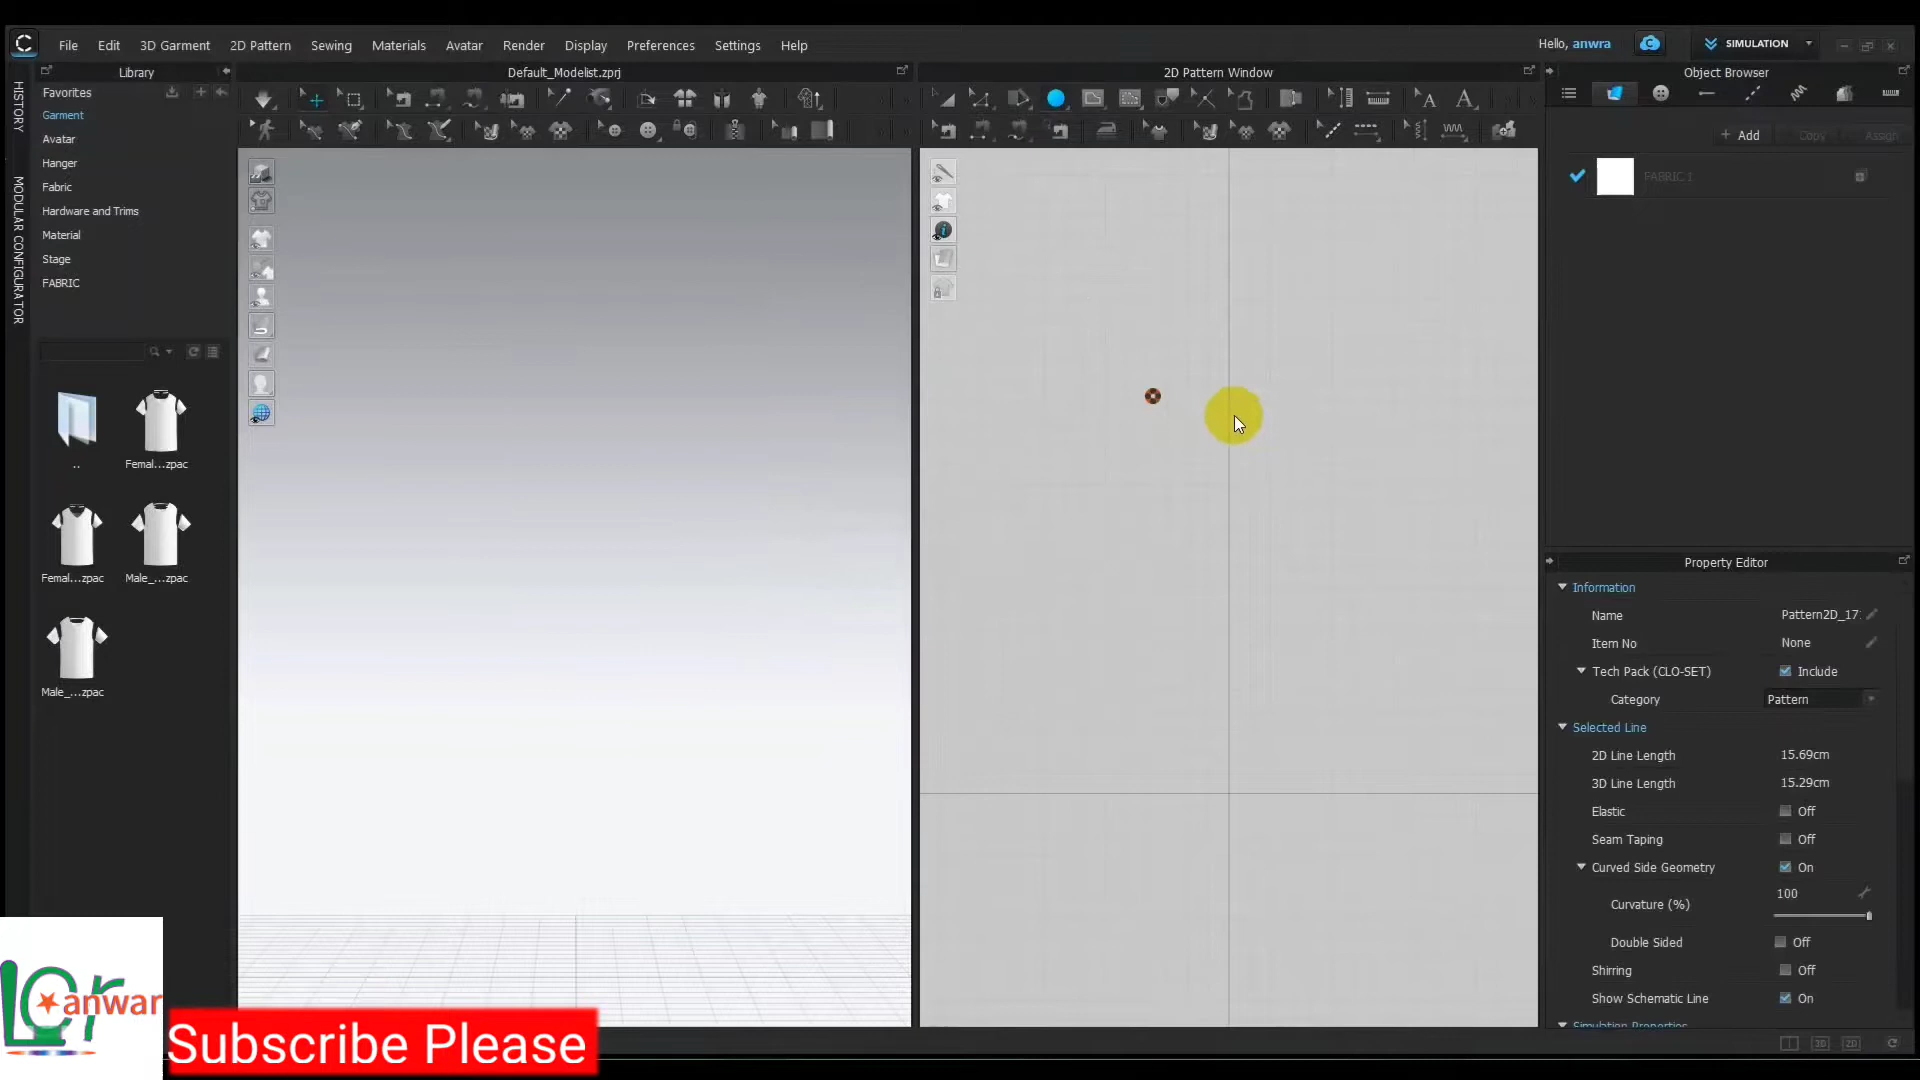 File Edit 3D Garment 2D Pattern Sewing Materials Avatar Render Display Preferences Settings Help
Hello, anwra
SIMULATION
HISTORY
MODULAR CONFIGURATOR
Library
Default_Modelist.zprj
2D Pattern Window
Object Browser
Favorites
Garment
Avatar
Hanger
Fabric
Hardware and Trims
Material
Stage
FABRIC
..
Femal...zpac
Femal...zpac
Male_...zpac
Male_...zpac
+ Add Copy Assign
FABRIC 1
Property Editor
Information
Name Pattern2D_17
Item No None
Tech Pack (CLO-SET) Include
Category Pattern
Selected Line
2D Line Length 15.69cm
3D Line Length 15.29cm
Elastic Off
Seam Taping Off
Curved Side Geometry On
Curvature (%) 100
Double Sided Off
Shirring Off
Show Schematic Line On
Simulation Properties
3D 2D
anwar
Subscribe Please